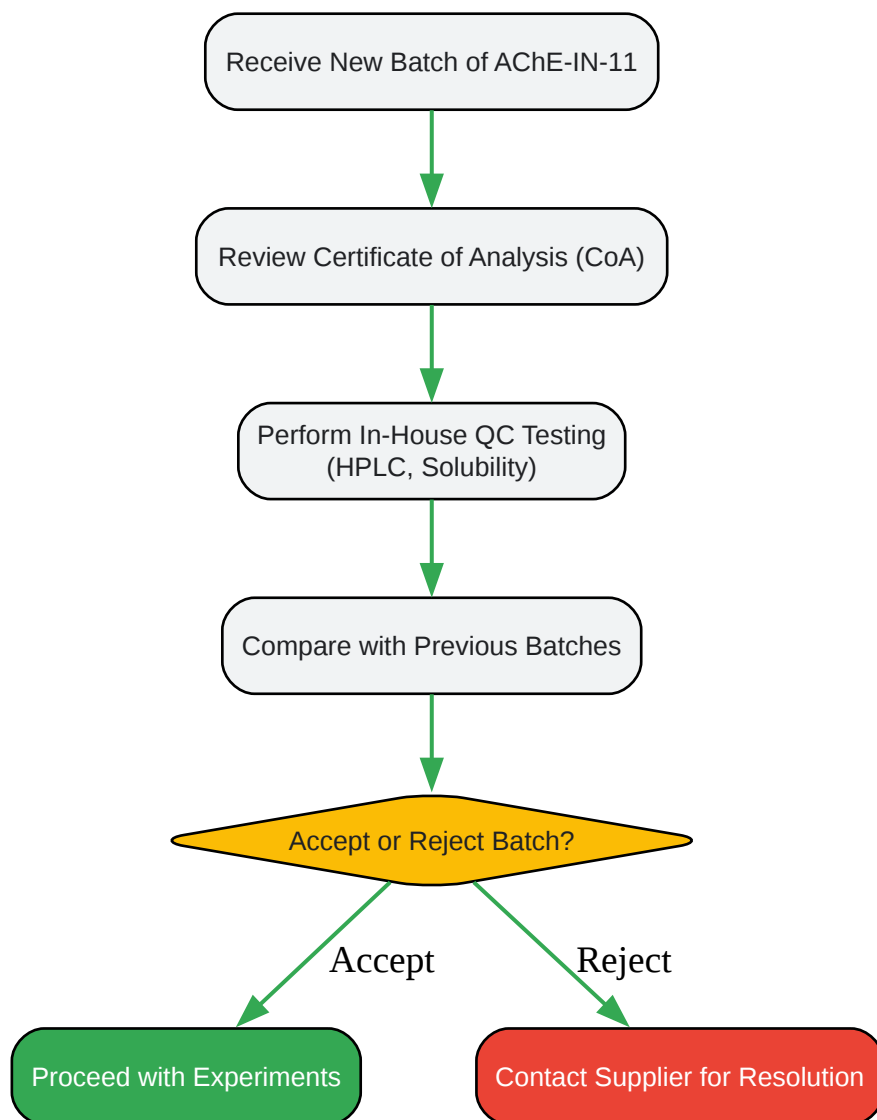 Receive New Batch of AChE-IN-11
Review Certificate of Analysis (CoA)
Perform In-House QC Testing
(HPLC, Solubility)
Compare with Previous Batches
Accept or Reject Batch?
Accept
Reject
Proceed with Experiments
Contact Supplier for Resolution